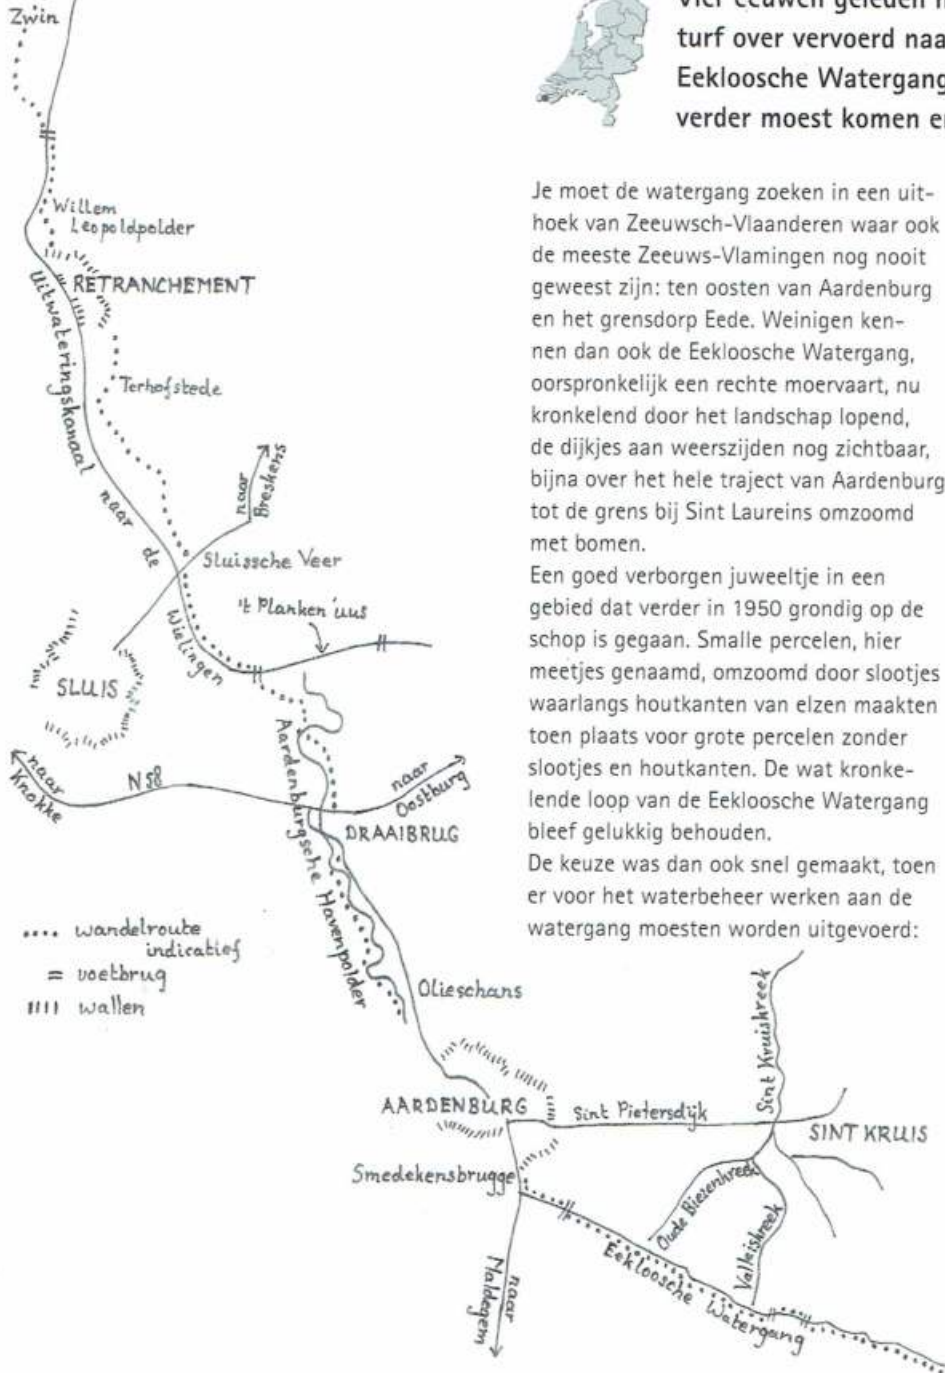 Vier eeuwen geleden
turf over vervoerd naa
Eekloosche Watergang
verder moest komen e
Je moet de watergang zoeken in een uit-
hoek van Zeeuwsch-Vlaanderen waar ook
de meeste Zeeuws-Vlamingen nog nooit
geweest zijn: ten oosten van Aardenburg
en het grensdorp Eede. Weinigen ken-
nen dan ook de Eekloosche Watergang,
oorspronkelijk een rechte moervaart, nu
kronkelend door het landschap lopend,
de dijkjes aan weerszijden nog zichtbaar,
bijna over het hele traject van Aardenburg
tot de grens bij Sint Laureins omzoomd
met bomen.
Een goed verborgen juweeltje in een
gebied dat verder in 1950 grondig op de
schop is gegaan. Smalle percelen, hier
meetjes genaamd, omzoomd door slootjes
waarlangs houtkanten van elzen maakten
toen plaats voor grote percelen zonder
slootjes en houtkanten. De wat kronke-
lende loop van de Eekloosche Watergang
bleef gelukkig behouden.
De keuze was dan ook snel gemaakt, toen
er voor het waterbeheer werken aan de
watergang moesten worden uitgevoerd:
Zwin
Willem
Leopoldpolder
RETRANCHEMENT
Uitwateringskanaal naar de Wielingen
Terhofstede
naar
Breskens
Sluissche Veer
't Planken 'uus
SLUIS
naar
Knokke
N 58
naar
Oostburg
DRAAIBRUG
Aardenburgsche Havenpolder
.... wandelroute
indicatief
= voetbrug
ıııı wallen
Olieschans
AARDENBURG
Sint Pietersdijk
Sint Kruiskreek
SINT KRUIS
Smedekensbrugge
Oude Biezenkreek
Vallaiskreek
Eekloosche Watergang
naar
Maldegem